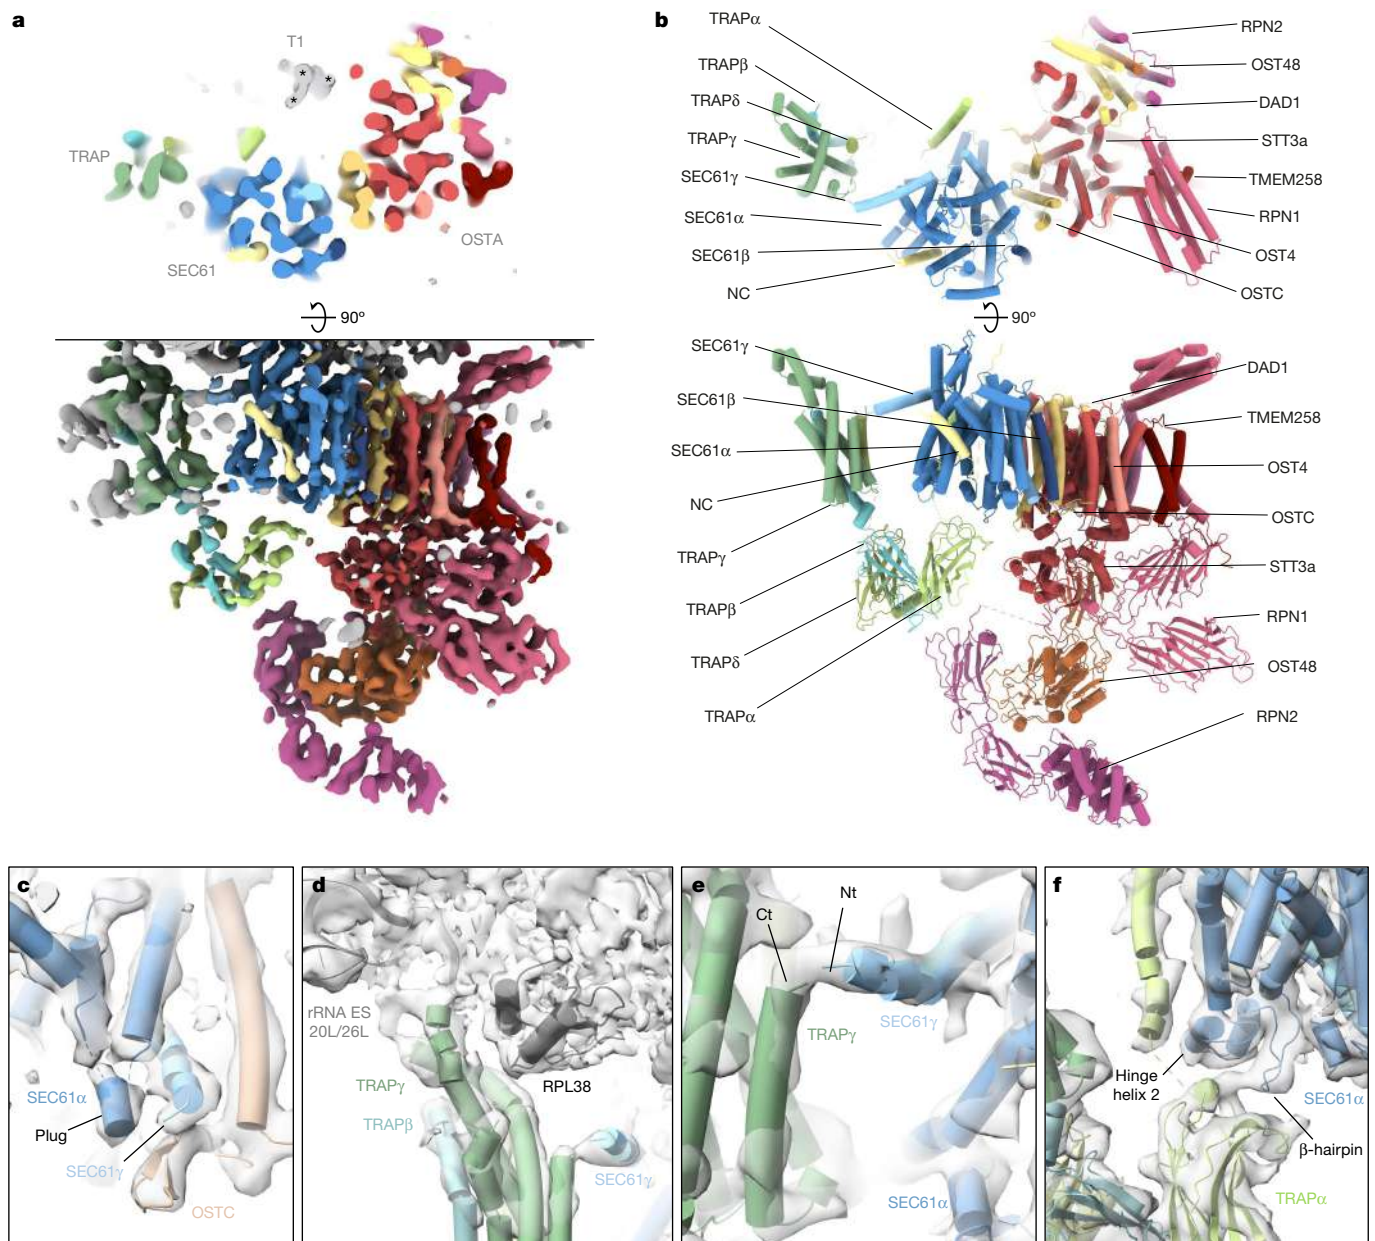 a
T1
* * *
TRAP
SEC61
OSTA
90°
b
TRAPα
TRAPβ
TRAPδ
TRAPγ
SEC61γ
SEC61α
SEC61β
NC
RPN2
OST48
DAD1
STT3a
TMEM258
RPN1
OST4
OSTC
90°
SEC61γ
SEC61β
SEC61α
NC
TRAPγ
TRAPβ
TRAPδ
TRAPα
DAD1
TMEM258
OST4
OSTC
STT3a
RPN1
OST48
RPN2
c
SEC61α
Plug
SEC61γ
OSTC
d
rRNA ES
20L/26L
TRAPγ
TRAPβ
RPL38
SEC61γ
e
Ct
Nt
TRAPγ
SEC61γ
SEC61α
f
Hinge
helix 2
SEC61α
β-hairpin
TRAPα